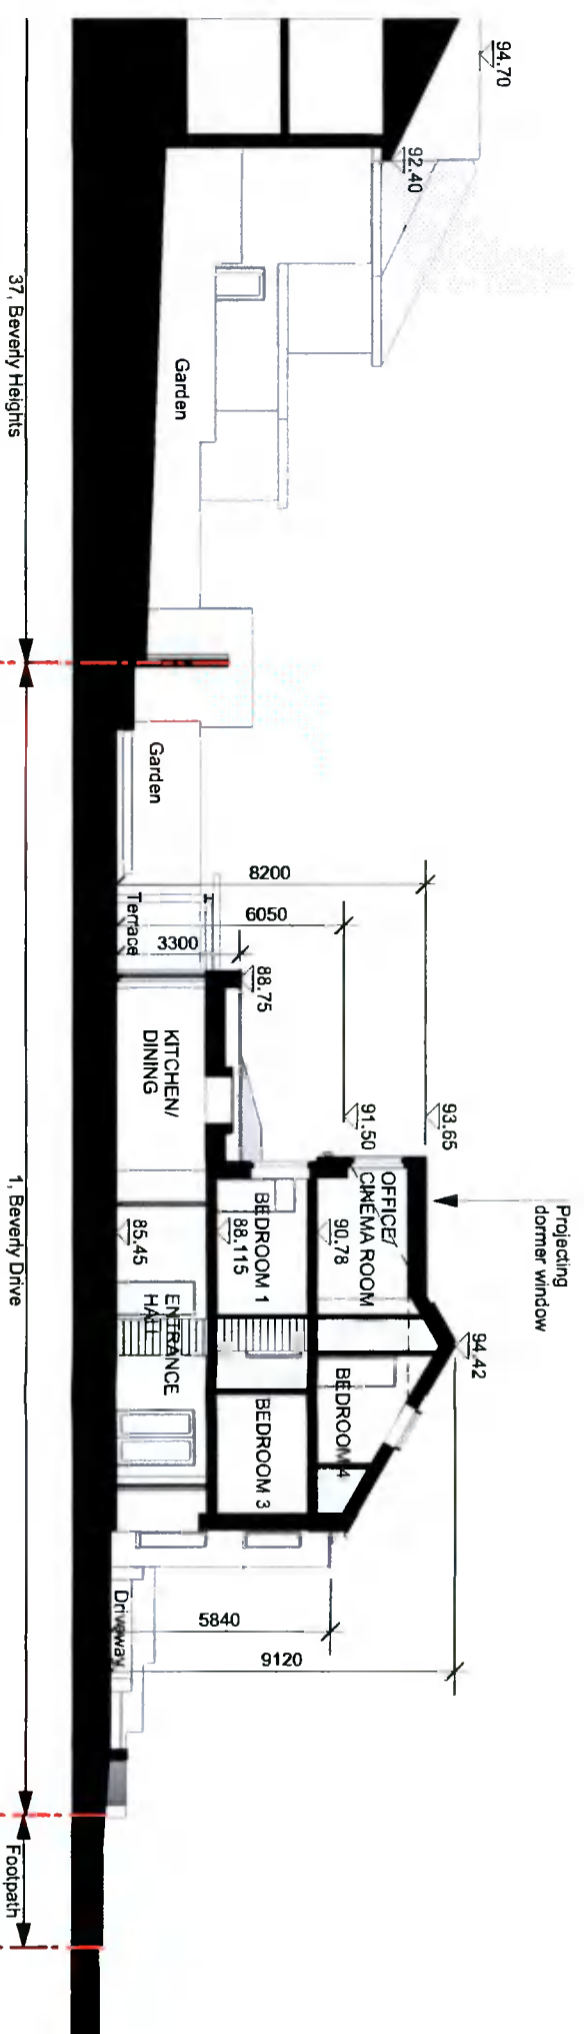 94.70
92.40
Garden
37, Beverly Heights
Garden
Terrace
8200
6050
3300
88.75
91.50
93.65
Projecting
dormer window
94.42
KITCHEN/
DINING
OFFICE/
CINEMA ROOM
90.78
BEDROOM 1
88.115
85.45
ENTRANCE
HALL
BEDROOM 4
BEDROOM 3
5840
9120
Driveway
1, Beverly Drive
Footpath